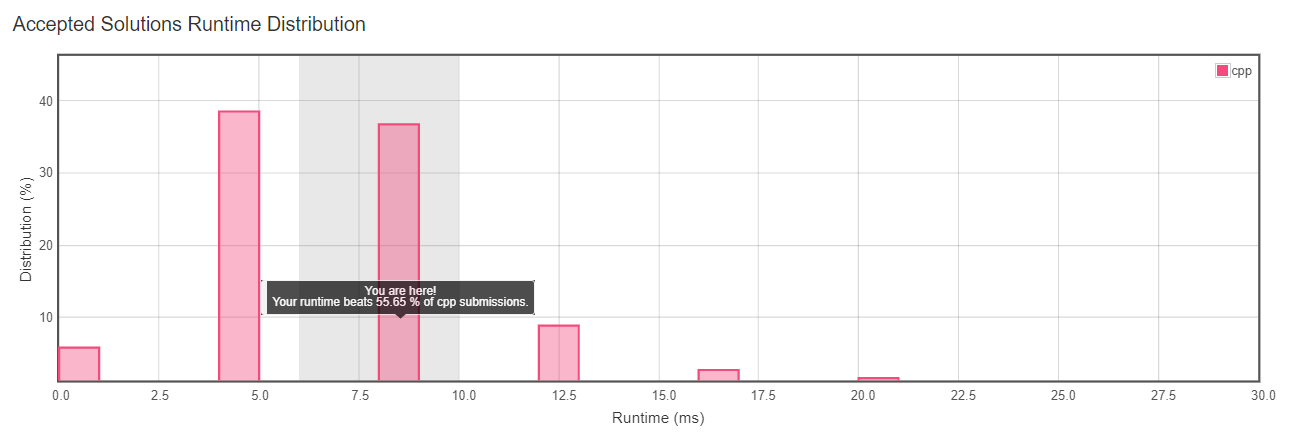 Accepted Solutions Runtime Distribution
cpp
40
30
20
10
Distribution (%)
You are here!
Your runtime beats 55.65 % of cpp submissions.
0.0 2.5 5.0 7.5 10.0 12.5 15.0 17.5 20.0 22.5 25.0 27.5 30.0
Runtime (ms)